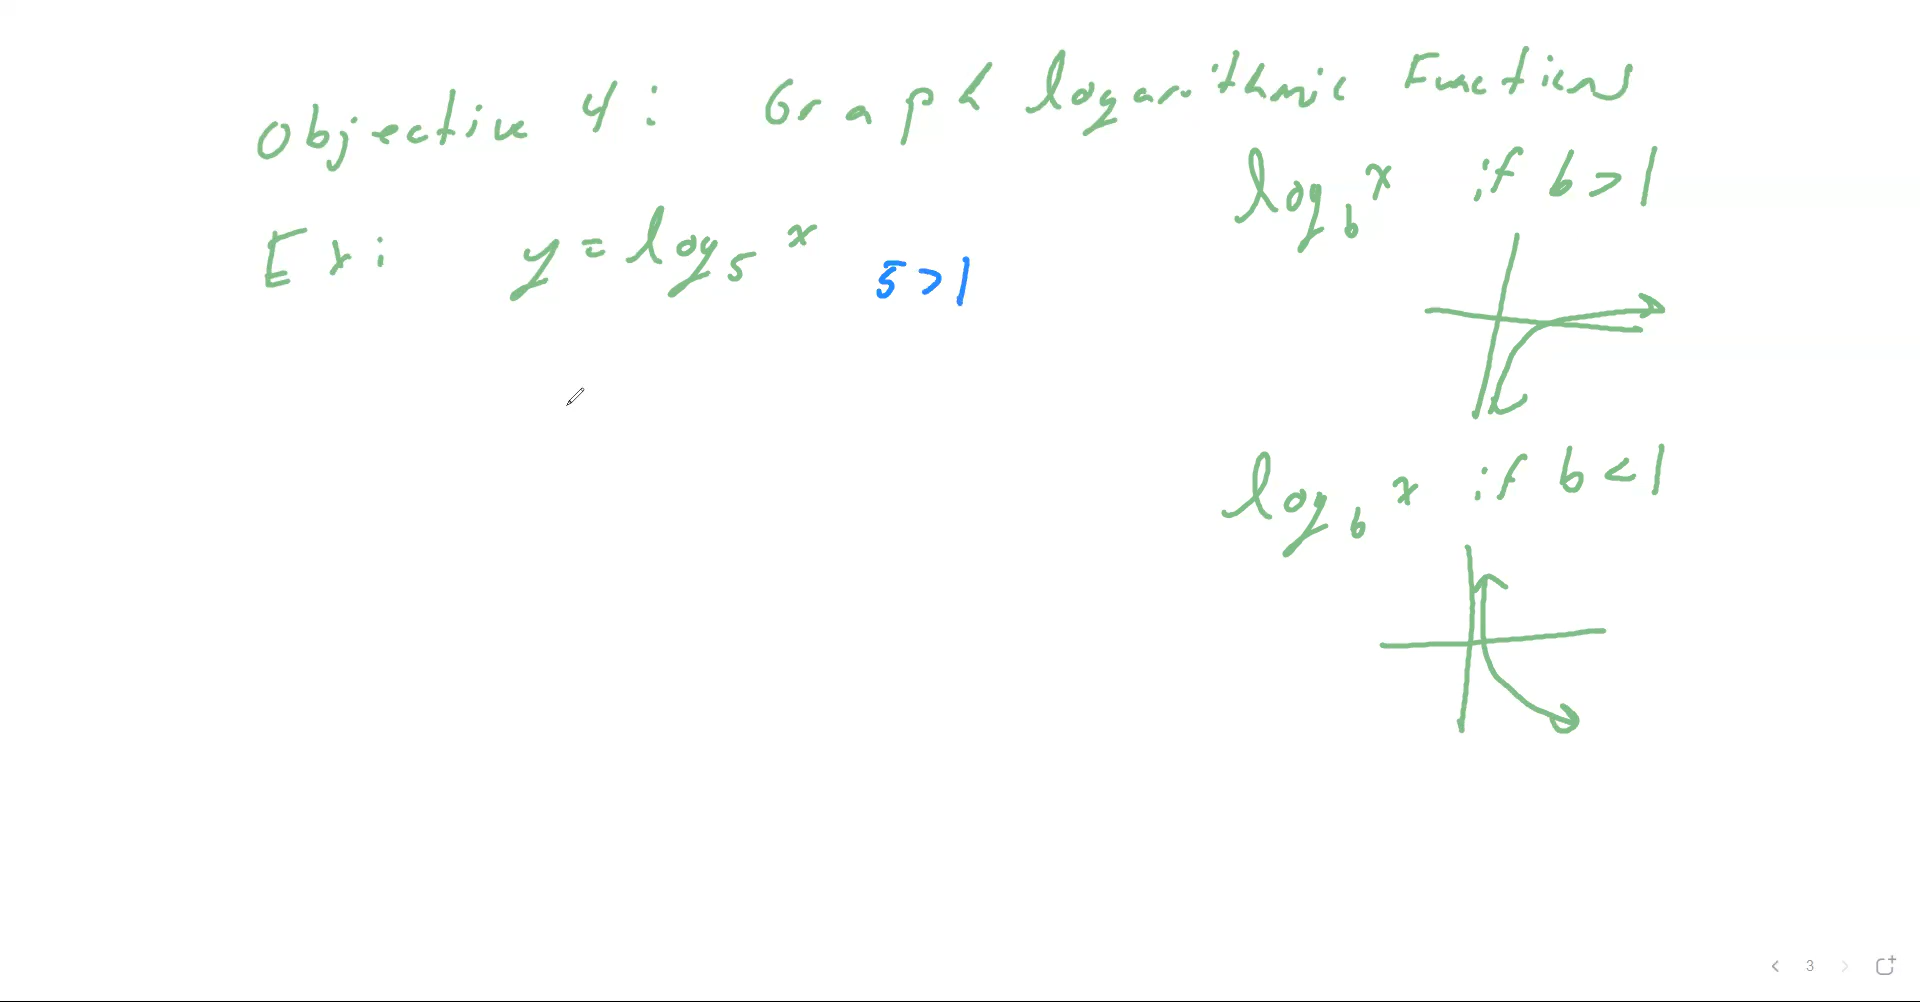 Objective 4: Graph logarithmic Functions
log_b x if b > 1
Ex: y = log_5 x 5 > 1
log_b x if b < 1
3